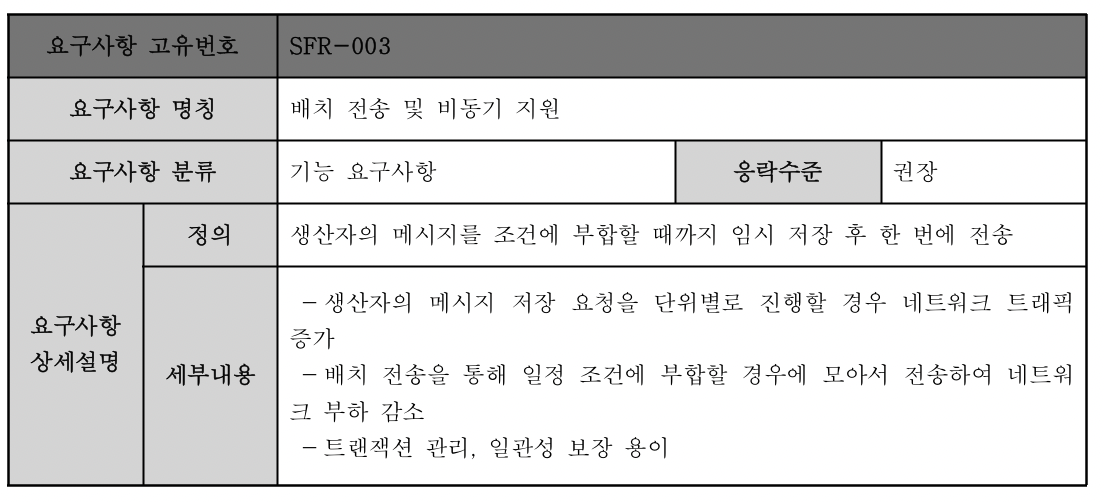 요구사항 고유번호 SFR-003
요구사항 명칭 배치 전송 및 비동기 지원
요구사항 분류 기능 요구사항 응락수준 권장
요구사항 상세설명 정의 생산자의 메시지를 조건에 부합할 때까지 임시 저장 후 한 번에 전송
세부내용
- 생산자의 메시지 저장 요청을 단위별로 진행할 경우 네트워크 트래픽
증가
- 배치 전송을 통해 일정 조건에 부합할 경우에 모아서 전송하여 네트워
크 부하 감소
- 트랜잭션 관리, 일관성 보장 용이